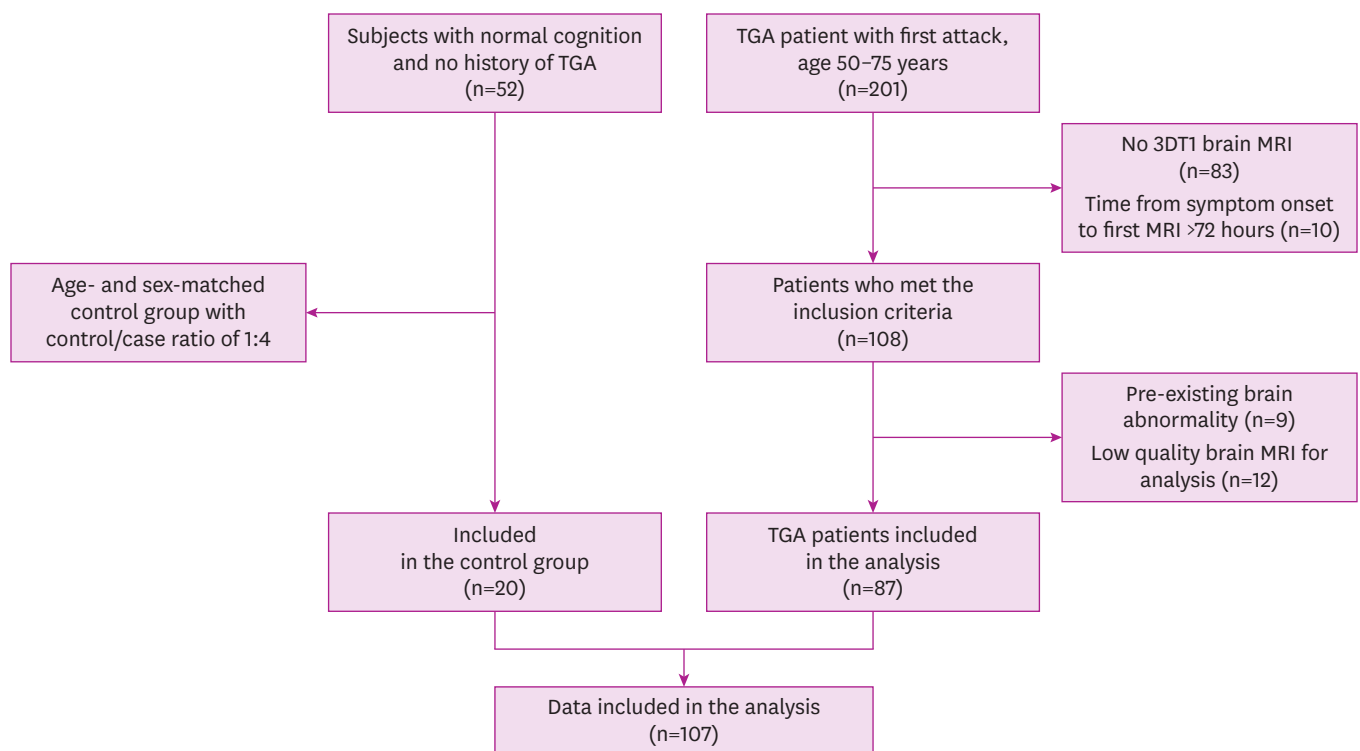 Subjects with normal cognition
and no history of TGA
(n=52)
TGA patient with first attack,
age 50–75 years
(n=201)
No 3DT1 brain MRI
(n=83)
Time from symptom onset
to first MRI >72 hours (n=10)
Age- and sex-matched
control group with
control/case ratio of 1:4
Patients who met the
inclusion criteria
(n=108)
Pre-existing brain
abnormality (n=9)
Low quality brain MRI for
analysis (n=12)
Included
in the control group
(n=20)
TGA patients included
in the analysis
(n=87)
Data included in the analysis
(n=107)